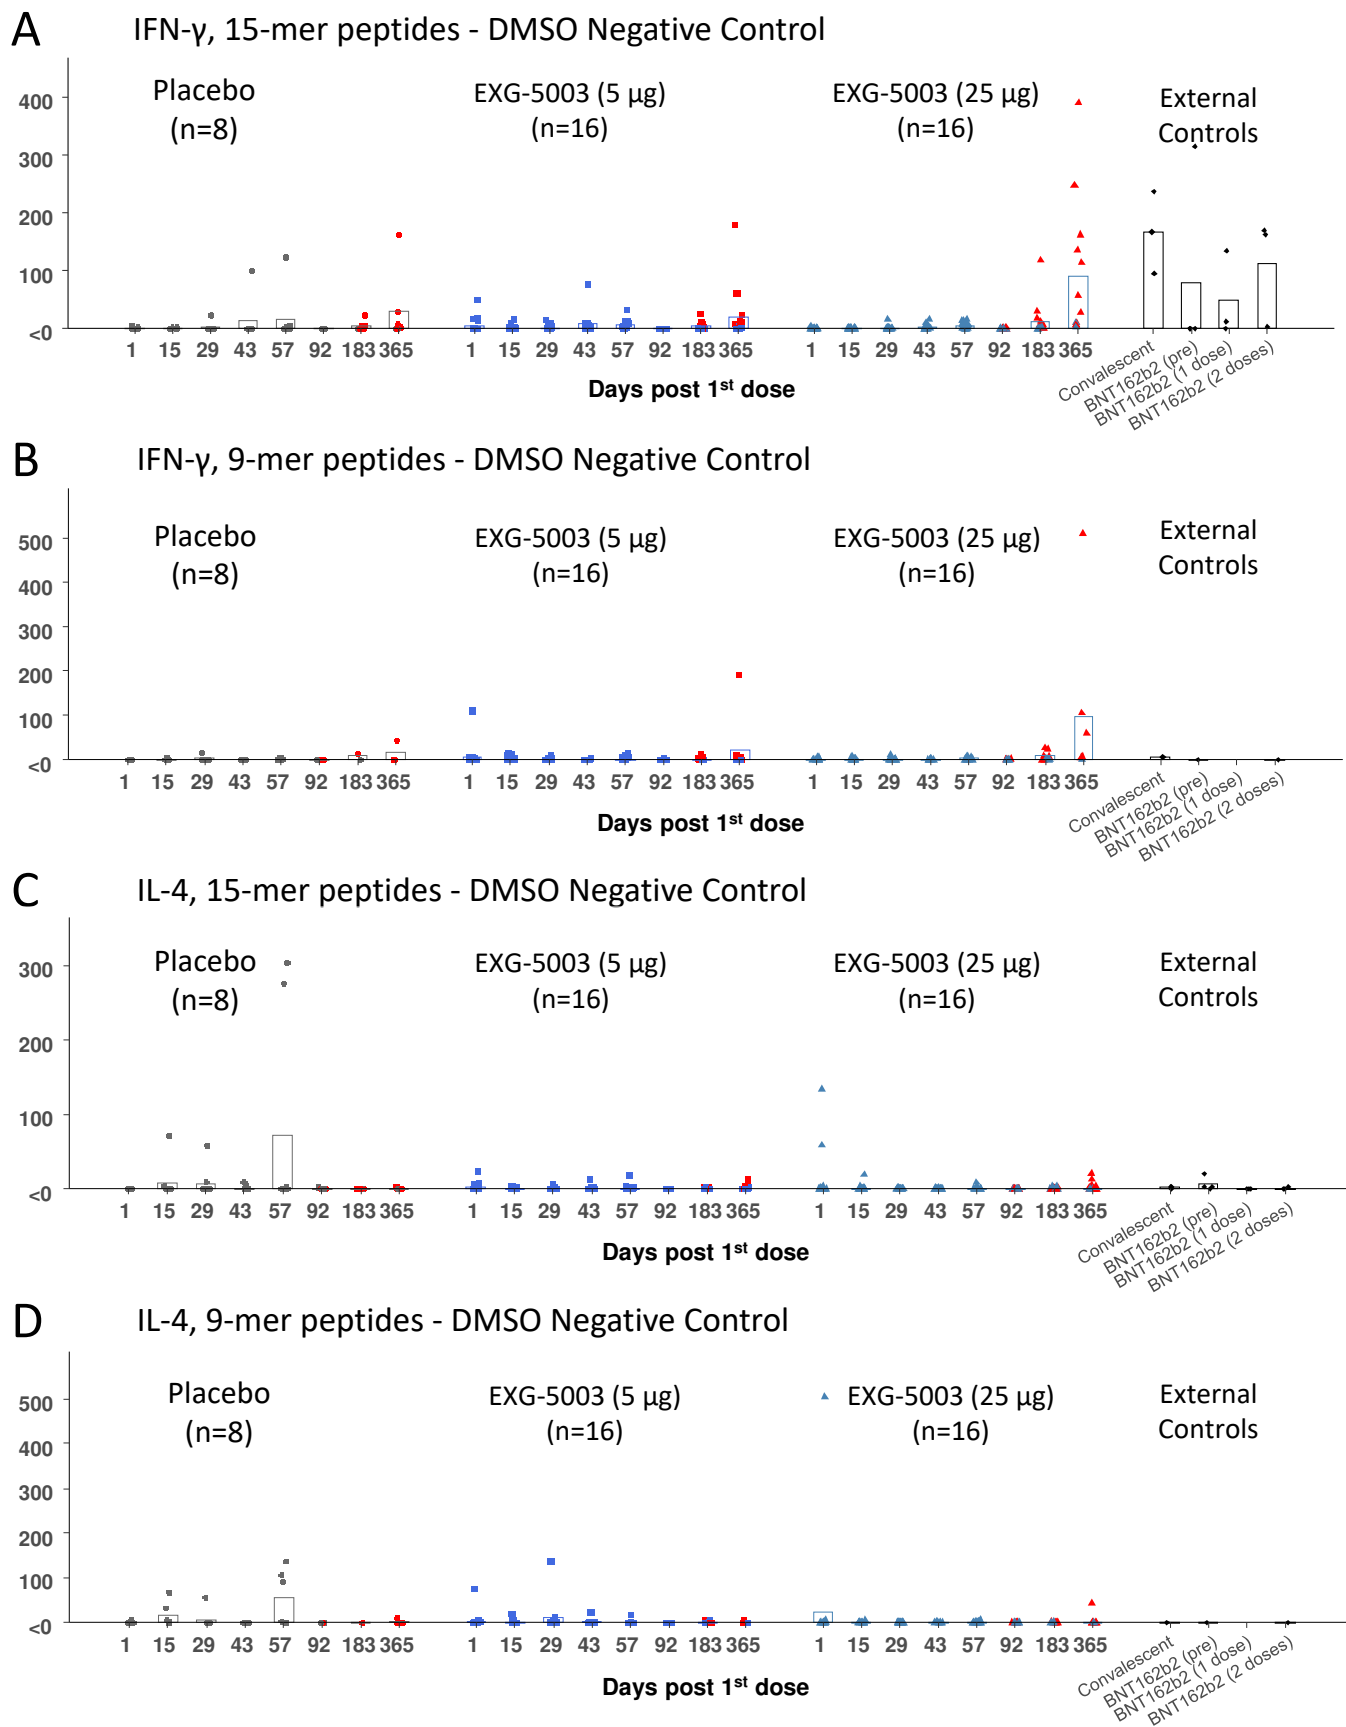 A
IFN-γ, 15-mer peptides - DMSO Negative Control
Placebo
(n=8)
EXG-5003 (5 µg)
(n=16)
EXG-5003 (25 µg)
(n=16)
External
Controls
400
300
200
100
<0
1 15 29 43 57 92 183 365
1 15 29 43 57 92 183 365
1 15 29 43 57 92 183 365
Convalescent
BNT162b2 (pre)
BNT162b2 (1 dose)
BNT162b2 (2 doses)
Days post 1st dose
B
IFN-γ, 9-mer peptides - DMSO Negative Control
Placebo
(n=8)
EXG-5003 (5 µg)
(n=16)
EXG-5003 (25 µg)
(n=16)
External
Controls
500
400
300
200
100
<0
1 15 29 43 57 92 183 365
1 15 29 43 57 92 183 365
1 15 29 43 57 92 183 365
Convalescent
BNT162b2 (pre)
BNT162b2 (1 dose)
BNT162b2 (2 doses)
Days post 1st dose
C
IL-4, 15-mer peptides - DMSO Negative Control
Placebo
(n=8)
EXG-5003 (5 µg)
(n=16)
EXG-5003 (25 µg)
(n=16)
External
Controls
300
200
100
<0
1 15 29 43 57 92 183 365
1 15 29 43 57 92 183 365
1 15 29 43 57 92 183 365
Convalescent
BNT162b2 (pre)
BNT162b2 (1 dose)
BNT162b2 (2 doses)
Days post 1st dose
D
IL-4, 9-mer peptides - DMSO Negative Control
Placebo
(n=8)
EXG-5003 (5 µg)
(n=16)
EXG-5003 (25 µg)
(n=16)
External
Controls
500
400
300
200
100
<0
1 15 29 43 57 92 183 365
1 15 29 43 57 92 183 365
1 15 29 43 57 92 183 365
Convalescent
BNT162b2 (pre)
BNT162b2 (1 dose)
BNT162b2 (2 doses)
Days post 1st dose